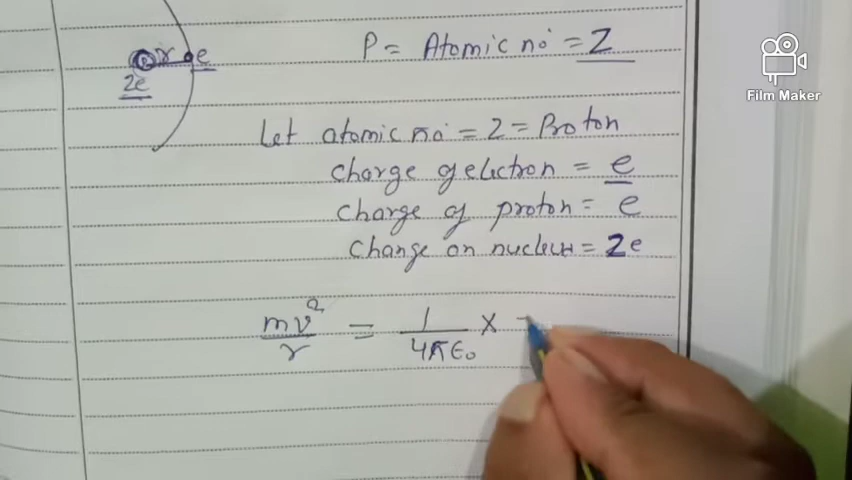 P = Atomic no = Z
r e
Ze
Film Maker
Let atomic no = Z = Proton
Charge of electron = e
Charge of proton = e
Charge on nucleus = Ze
mv²/r = 1/4πε₀ ×